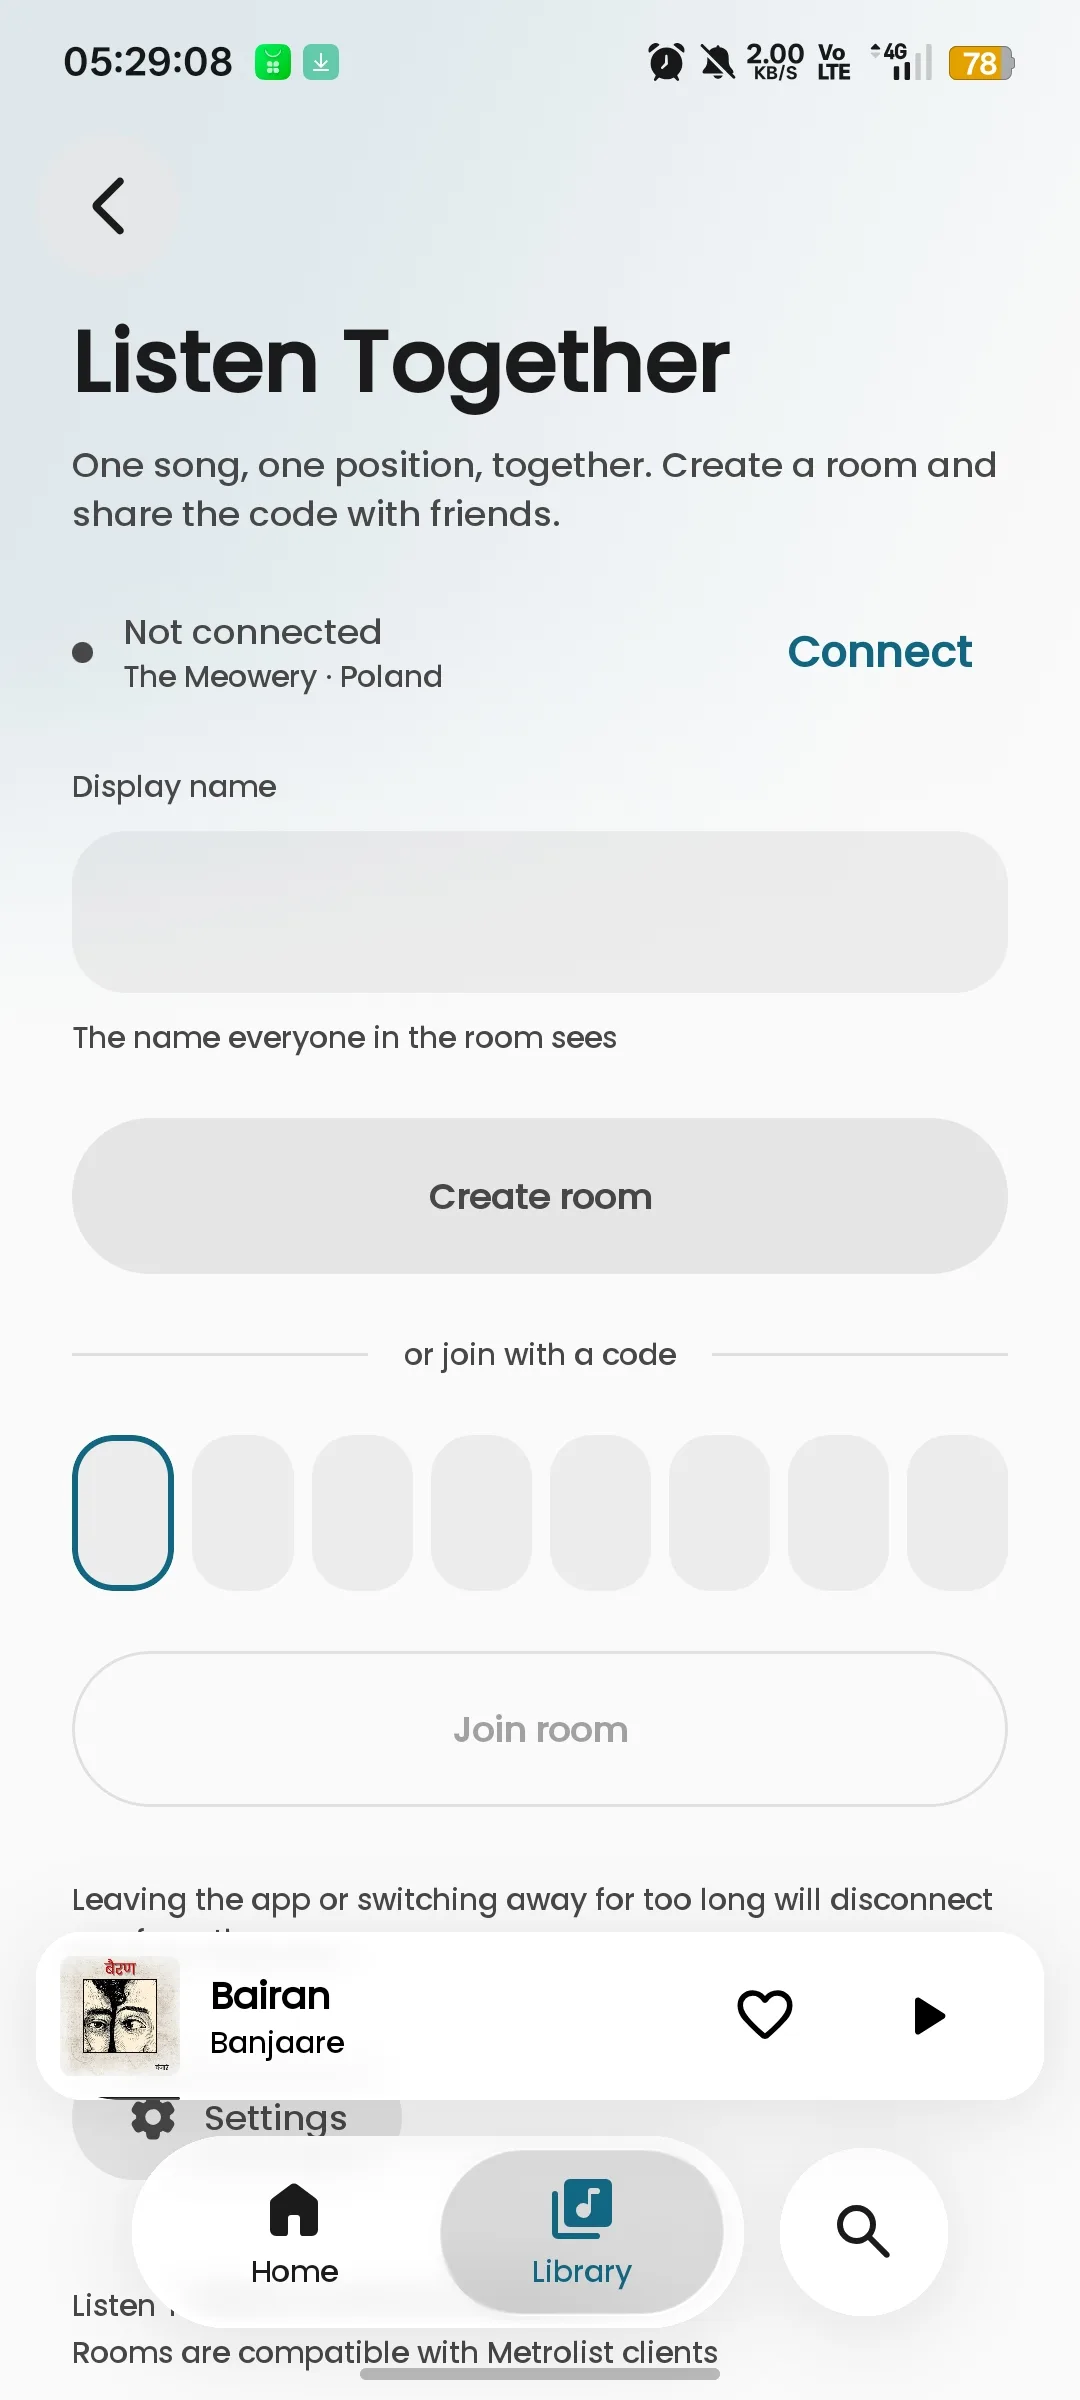 05:29:08
2.00 KB/S
Vo LTE
4G
78
Listen Together
One song, one position, together. Create a room and
share the code with friends.
Not connected
The Meowery · Poland
Connect
Display name
The name everyone in the room sees
Create room
or join with a code
Join room
Leaving the app or switching away for too long will disconnect
बैरण
Bairan
Banjaare
Settings
Home
Library
Listen
Rooms are compatible with Metrolist clients